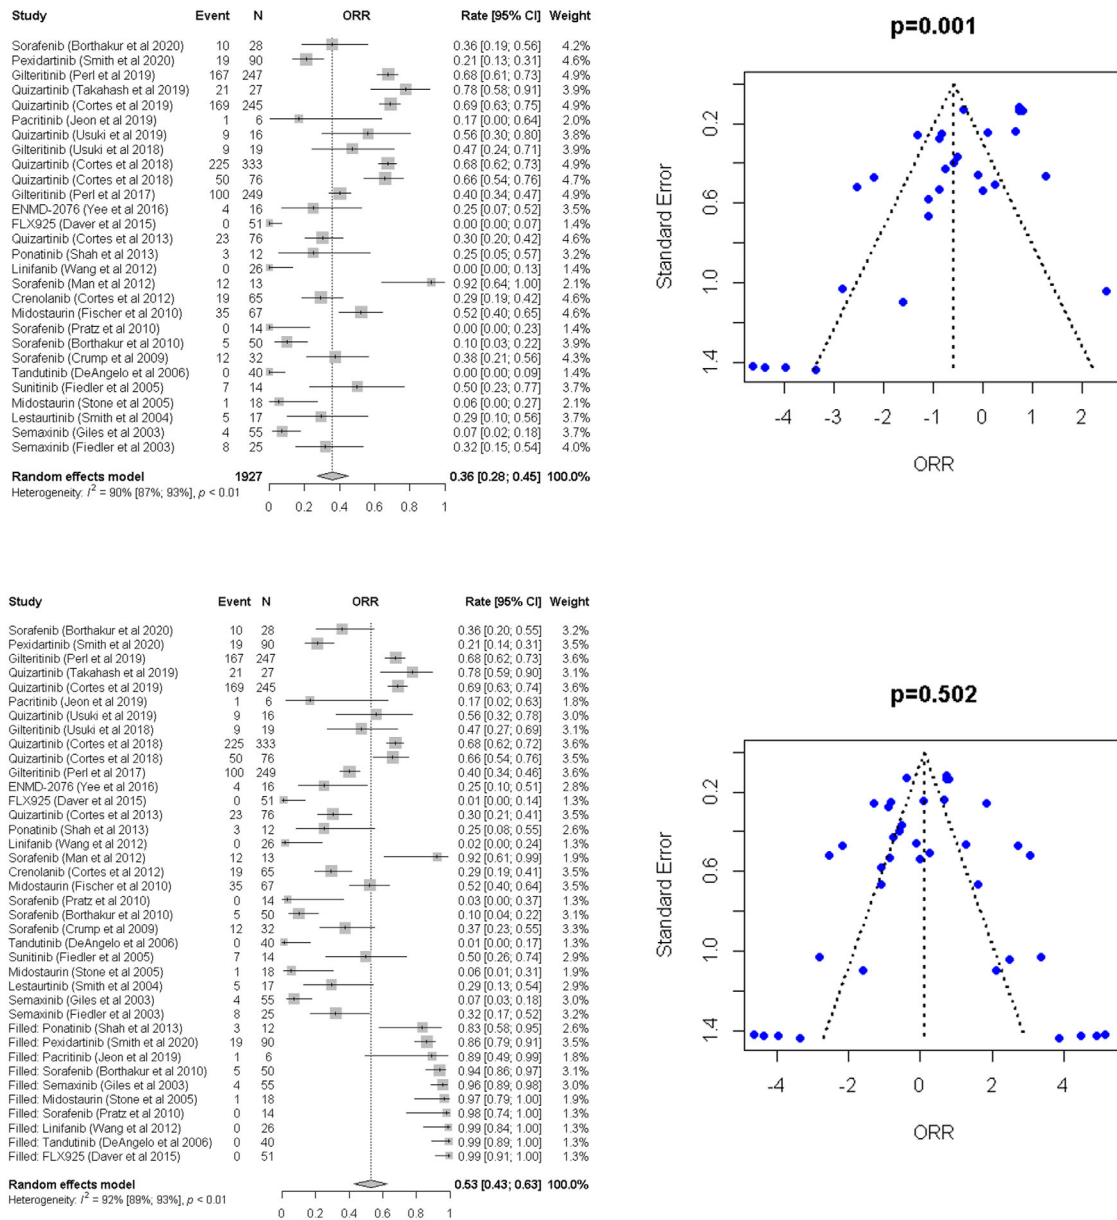 Study Event N ORR Rate [95% CI] Weight
Sorafenib (Borthakur et al 2020) 10 28 0.36 [0.19; 0.56] 4.2%
Pexidartinib (Smith et al 2020) 19 90 0.21 [0.13; 0.31] 4.6%
Gilteritinib (Perl et al 2019) 167 247 0.68 [0.61; 0.73] 4.9%
Quizartinib (Takahash et al 2019) 21 27 0.78 [0.58; 0.91] 3.9%
Quizartinib (Cortes et al 2019) 169 245 0.69 [0.63; 0.75] 4.9%
Pacritinib (Jeon et al 2019) 1 6 0.17 [0.00; 0.64] 2.0%
Quizartinib (Usuki et al 2019) 9 16 0.56 [0.30; 0.80] 3.8%
Gilteritinib (Usuki et al 2018) 9 19 0.47 [0.24; 0.71] 3.9%
Quizartinib (Cortes et al 2018) 225 333 0.68 [0.62; 0.73] 4.9%
Quizartinib (Cortes et al 2018) 50 76 0.66 [0.54; 0.76] 4.7%
Gilteritinib (Perl et al 2017) 100 249 0.40 [0.34; 0.47] 4.9%
ENMD-2076 (Yee et al 2016) 4 16 0.25 [0.07; 0.52] 3.5%
FLX925 (Daver et al 2015) 0 51 0.00 [0.00; 0.07] 1.4%
Quizartinib (Cortes et al 2013) 23 76 0.30 [0.20; 0.42] 4.6%
Ponatinib (Shah et al 2013) 3 12 0.25 [0.05; 0.57] 3.2%
Linifanib (Wang et al 2012) 0 26 0.00 [0.00; 0.13] 1.4%
Sorafenib (Man et al 2012) 12 13 0.92 [0.64; 1.00] 2.1%
Crenolanib (Cortes et al 2012) 19 65 0.29 [0.19; 0.42] 4.6%
Midostaurin (Fischer et al 2010) 35 67 0.52 [0.40; 0.65] 4.7%
Sorafenib (Pratz et al 2010) 0 14 0.00 [0.00; 0.23] 1.4%
Sorafenib (Borthakur et al 2010) 5 50 0.10 [0.03; 0.22] 3.9%
Sorafenib (Crump et al 2009) 12 32 0.38 [0.21; 0.56] 4.3%
Tandutinib (DeAngelo et al 2006) 0 40 0.00 [0.00; 0.09] 1.4%
Sunitinib (Fiedler et al 2005) 7 14 0.50 [0.23; 0.77] 3.7%
Midostaurin (Stone et al 2005) 1 18 0.06 [0.00; 0.27] 2.1%
Lestaurtinib (Smith et al 2004) 5 17 0.29 [0.10; 0.56] 3.7%
Semaxinib (Giles et al 2003) 4 55 0.07 [0.02; 0.18] 3.7%
Semaxinib (Fiedler et al 2003) 8 25 0.32 [0.15; 0.54] 4.0%
Random effects model 1927 0.36 [0.28; 0.45] 100.0%
Heterogeneity: I² = 90% [87%; 93%], p < 0.01
0 0.2 0.4 0.6 0.8 1
p=0.001
Standard Error
0.2
0.6
1.0
1.4
-4 -3 -2 -1 0 1 2
ORR
Study Event N ORR Rate [95% CI] Weight
Sorafenib (Borthakur et al 2020) 10 28 0.36 [0.20; 0.55] 3.2%
Pexidartinib (Smith et al 2020) 19 90 0.21 [0.14; 0.31] 3.5%
Gilteritinib (Perl et al 2019) 167 247 0.68 [0.62; 0.73] 3.6%
Quizartinib (Takahash et al 2019) 21 27 0.78 [0.59; 0.90] 3.1%
Quizartinib (Cortes et al 2019) 169 245 0.69 [0.63; 0.74] 3.6%
Pacritinib (Jeon et al 2019) 1 6 0.17 [0.02; 0.63] 1.8%
Quizartinib (Usuki et al 2019) 9 16 0.56 [0.32; 0.78] 3.0%
Gilteritinib (Usuki et al 2018) 9 19 0.47 [0.27; 0.69] 3.1%
Quizartinib (Cortes et al 2018) 225 333 0.68 [0.62; 0.72] 3.6%
Quizartinib (Cortes et al 2018) 50 76 0.66 [0.54; 0.76] 3.5%
Gilteritinib (Perl et al 2017) 100 249 0.40 [0.34; 0.46] 3.6%
ENMD-2076 (Yee et al 2016) 4 16 0.25 [0.10; 0.51] 2.8%
FLX925 (Daver et al 2015) 0 51 0.01 [0.00; 0.14] 1.3%
Quizartinib (Cortes et al 2013) 23 76 0.30 [0.21; 0.41] 3.5%
Ponatinib (Shah et al 2013) 3 12 0.25 [0.08; 0.55] 2.6%
Linifanib (Wang et al 2012) 0 26 0.02 [0.00; 0.24] 1.3%
Sorafenib (Man et al 2012) 12 13 0.92 [0.61; 0.99] 1.9%
Crenolanib (Cortes et al 2012) 19 65 0.29 [0.19; 0.41] 3.5%
Midostaurin (Fischer et al 2010) 35 67 0.52 [0.40; 0.64] 3.5%
Sorafenib (Pratz et al 2010) 0 14 0.03 [0.00; 0.37] 1.3%
Sorafenib (Borthakur et al 2010) 5 50 0.10 [0.04; 0.22] 3.1%
Sorafenib (Crump et al 2009) 12 32 0.37 [0.23; 0.55] 3.3%
Tandutinib (DeAngelo et al 2006) 0 40 0.01 [0.00; 0.17] 1.3%
Sunitinib (Fiedler et al 2005) 7 14 0.50 [0.26; 0.74] 2.9%
Midostaurin (Stone et al 2005) 1 18 0.06 [0.01; 0.31] 1.9%
Lestaurtinib (Smith et al 2004) 5 17 0.29 [0.13; 0.54] 2.9%
Semaxinib (Giles et al 2003) 4 55 0.07 [0.03; 0.18] 3.0%
Semaxinib (Fiedler et al 2003) 8 25 0.32 [0.17; 0.52] 3.2%
Filled: Ponatinib (Shah et al 2013) 3 12 0.83 [0.58; 0.95] 2.6%
Filled: Pexidartinib (Smith et al 2020) 19 90 0.86 [0.79; 0.91] 3.5%
Filled: Pacritinib (Jeon et al 2019) 1 6 0.89 [0.49; 0.99] 1.8%
Filled: Sorafenib (Borthakur et al 2010) 5 50 0.94 [0.86; 0.97] 3.1%
Filled: Semaxinib (Giles et al 2003) 4 55 0.96 [0.89; 0.98] 3.0%
Filled: Midostaurin (Stone et al 2005) 1 18 0.97 [0.79; 1.00] 1.9%
Filled: Sorafenib (Pratz et al 2010) 0 14 0.98 [0.74; 1.00] 1.3%
Filled: Linifanib (Wang et al 2012) 0 26 0.99 [0.84; 1.00] 1.3%
Filled: Tandutinib (DeAngelo et al 2006) 0 40 0.99 [0.89; 1.00] 1.3%
Filled: FLX925 (Daver et al 2015) 0 51 0.99 [0.91; 1.00] 1.3%
Random effects model 0.53 [0.43; 0.63] 100.0%
Heterogeneity: I² = 92% [89%; 93%], p < 0.01
0 0.2 0.4 0.6 0.8 1
p=0.502
Standard Error
0.2
0.6
1.0
1.4
-4 -2 0 2 4
ORR